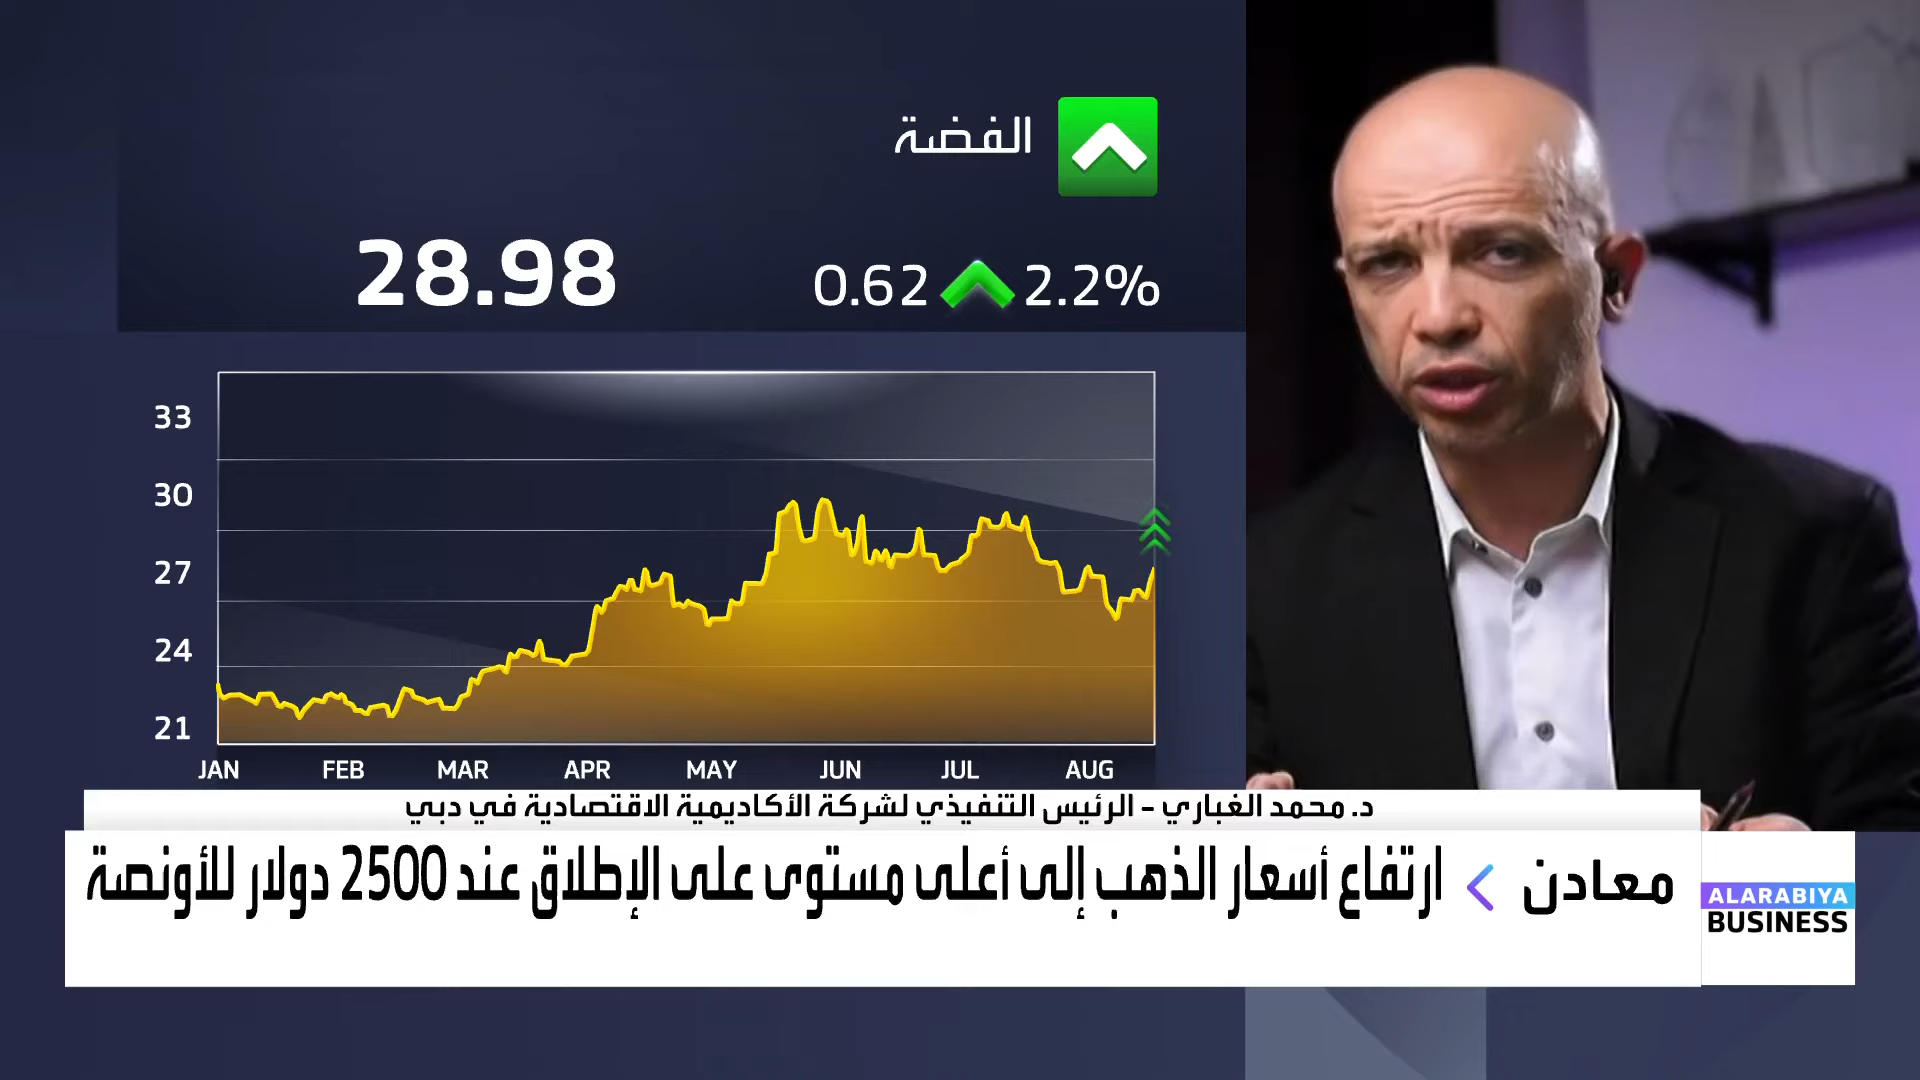 الفضة
28.98
0.62 2.2%
33
30
27
24
21
JAN FEB MAR APR MAY JUN JUL AUG
د. محمد الغباري - الرئيس التنفيذي لشركة الأكاديمية الاقتصادية في دبي
معادن
ارتفاع أسعار الذهب إلى أعلى مستوى على الإطلاق عند 2500 دولار للأونصة
ALARABIYA
BUSINESS